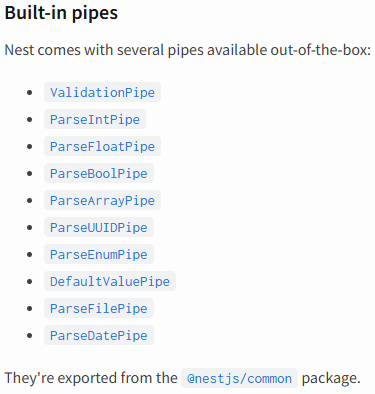 Built-in pipes
Nest comes with several pipes available out-of-the-box:
ValidationPipe
ParseIntPipe
ParseFloatPipe
ParseBoolPipe
ParseArrayPipe
ParseUUIDPipe
ParseEnumPipe
DefaultValuePipe
ParseFilePipe
ParseDatePipe
They're exported from the @nestjs/common package.